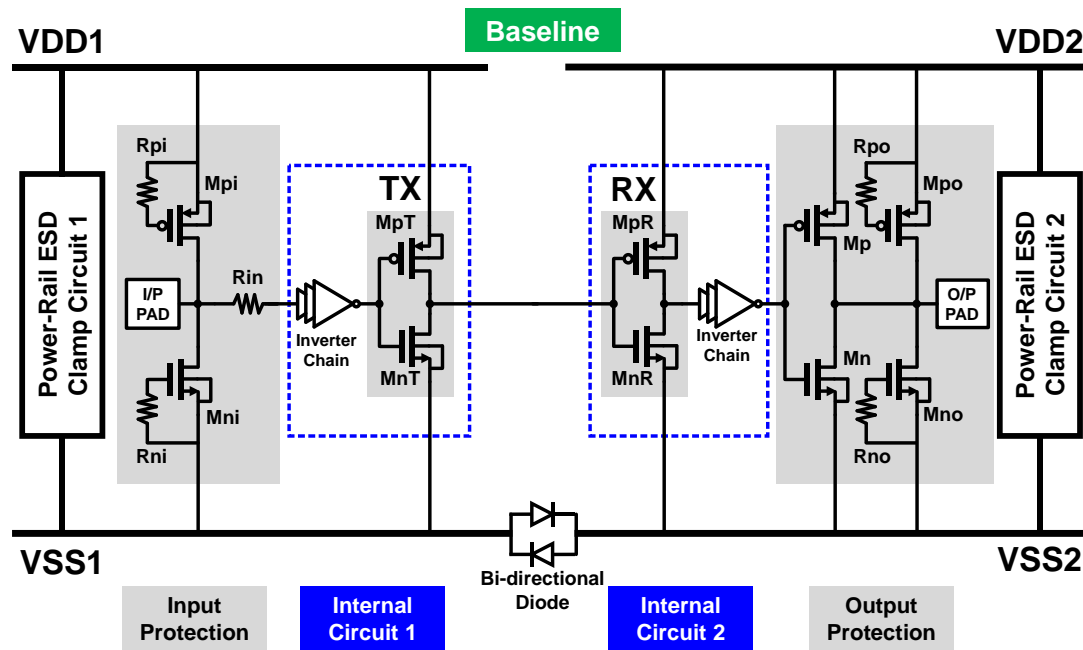 Baseline
VDD1
VDD2
Rpi
Mpi
TX
RX
Rpo
Mpo
MpT
MpR
Mp
Power-Rail ESD
Clamp Circuit 1
Power-Rail ESD
Clamp Circuit 2
Rin
I/P
PAD
O/P
PAD
Inverter
Chain
Inverter
Chain
MnT
MnR
Mn
Mni
Mno
Rni
Rno
VSS1
VSS2
Bi-directional
Diode
Input
Protection
Internal
Circuit 1
Internal
Circuit 2
Output
Protection